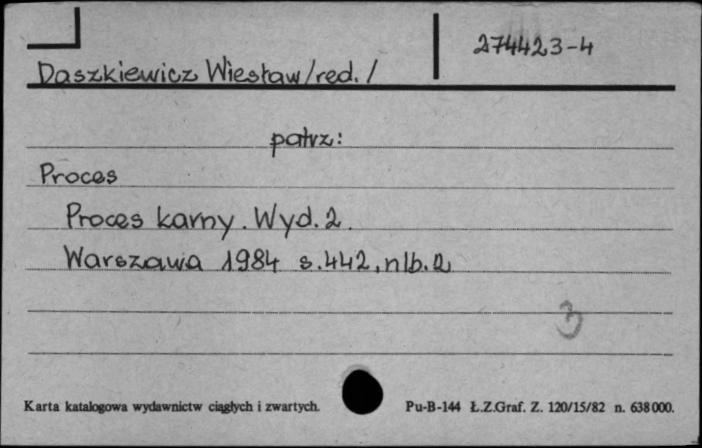 274423-4
Daszkiewicz Wiesław /red./
patrz:
Proces
Proces karny. Wyd. 2.
Warszawa 1984 s. 442, nlb. 2
3
Karta katalogowa wydawnictw ciągłych i zwartych. Pu-B-144 Ł.Z.Graf. Z. 120/15/82 n. 638000.